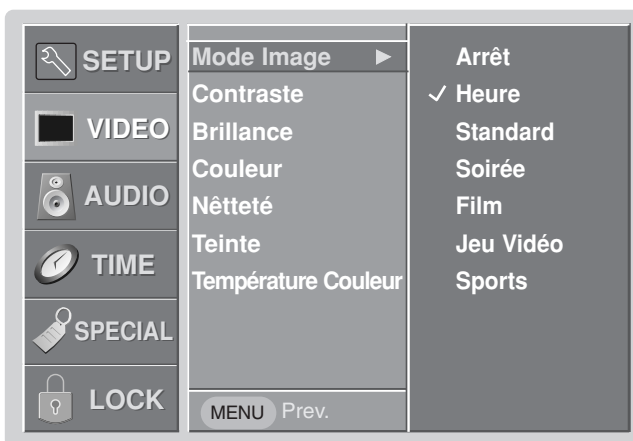 SETUP
VIDEO
AUDIO
TIME
SPECIAL
LOCK
Mode Image ►
Contraste
Brillance
Couleur
Nêtteté
Teinte
Température Couleur
MENU Prev.
Arrêt
✓ Heure
Standard
Soirée
Film
Jeu Vidéo
Sports